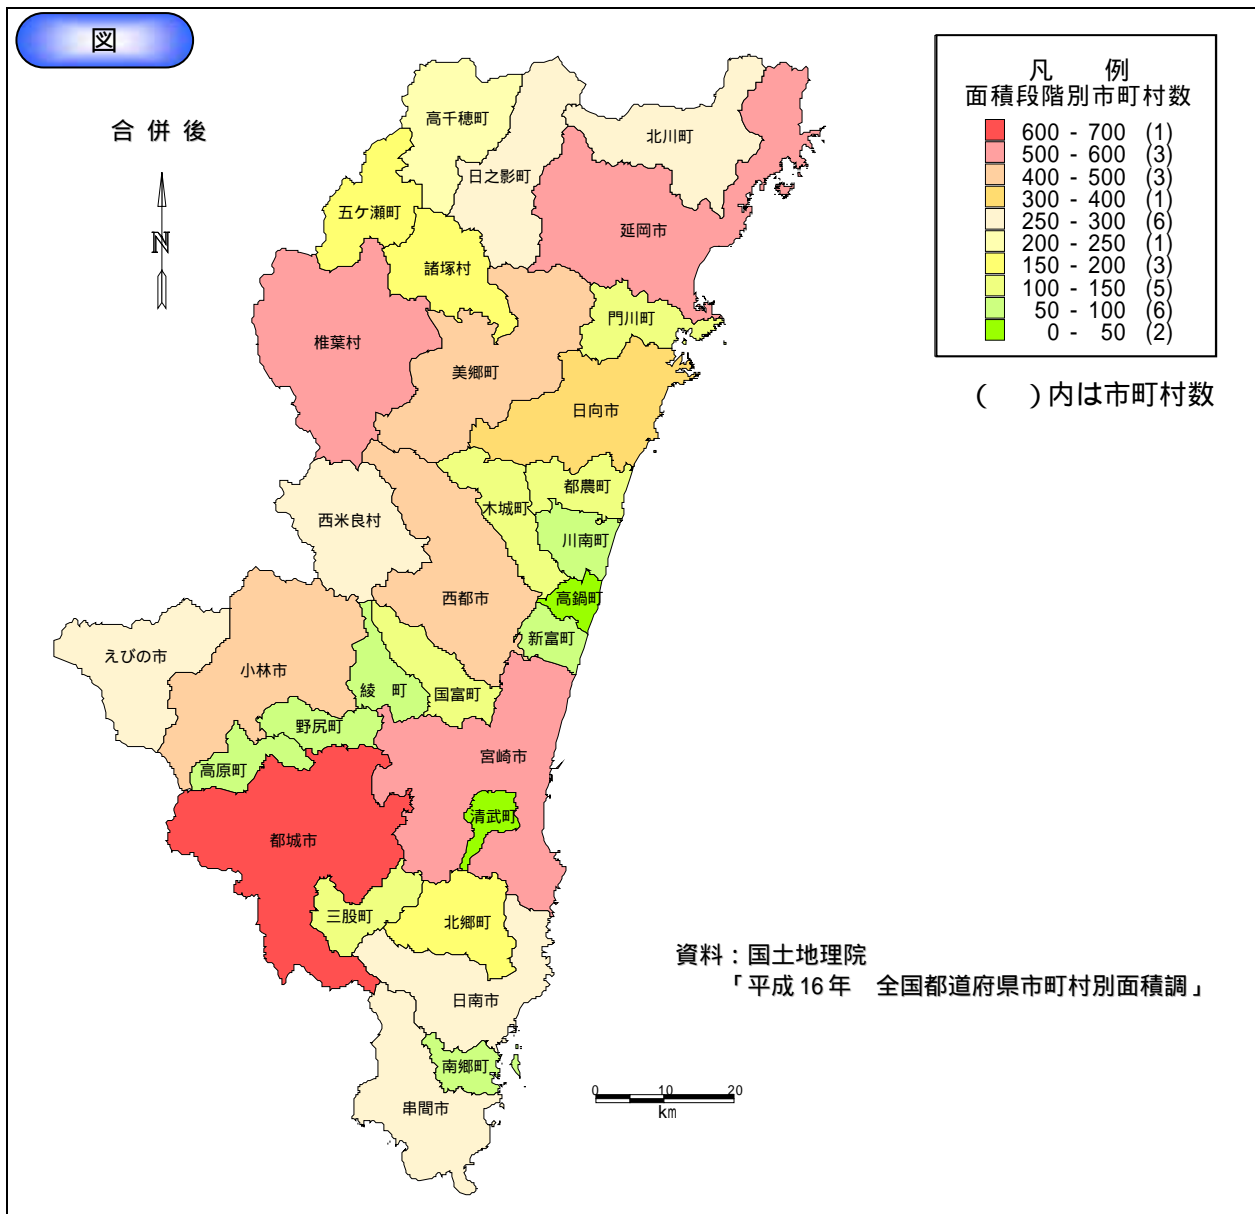 図
合併後
N
凡 例
面積段階別市町村数
600 - 700 (1)
500 - 600 (3)
400 - 500 (3)
300 - 400 (1)
250 - 300 (6)
200 - 250 (1)
150 - 200 (3)
100 - 150 (5)
50 - 100 (6)
0 - 50 (2)
( )内は市町村数
高千穂町
北川町
日之影町
五ケ瀬町
延岡市
諸塚村
門川町
椎葉村
美郷町
日向市
都農町
木城町
西米良村
川南町
西都市
高鍋町
新富町
えびの市
小林市
綾 町
国富町
野尻町
宮崎市
高原町
清武町
都城市
三股町
北郷町
日南市
南郷町
串間市
資料：国土地理院
「平成16年 全国都道府県市町村別面積調」
0 10 20
km